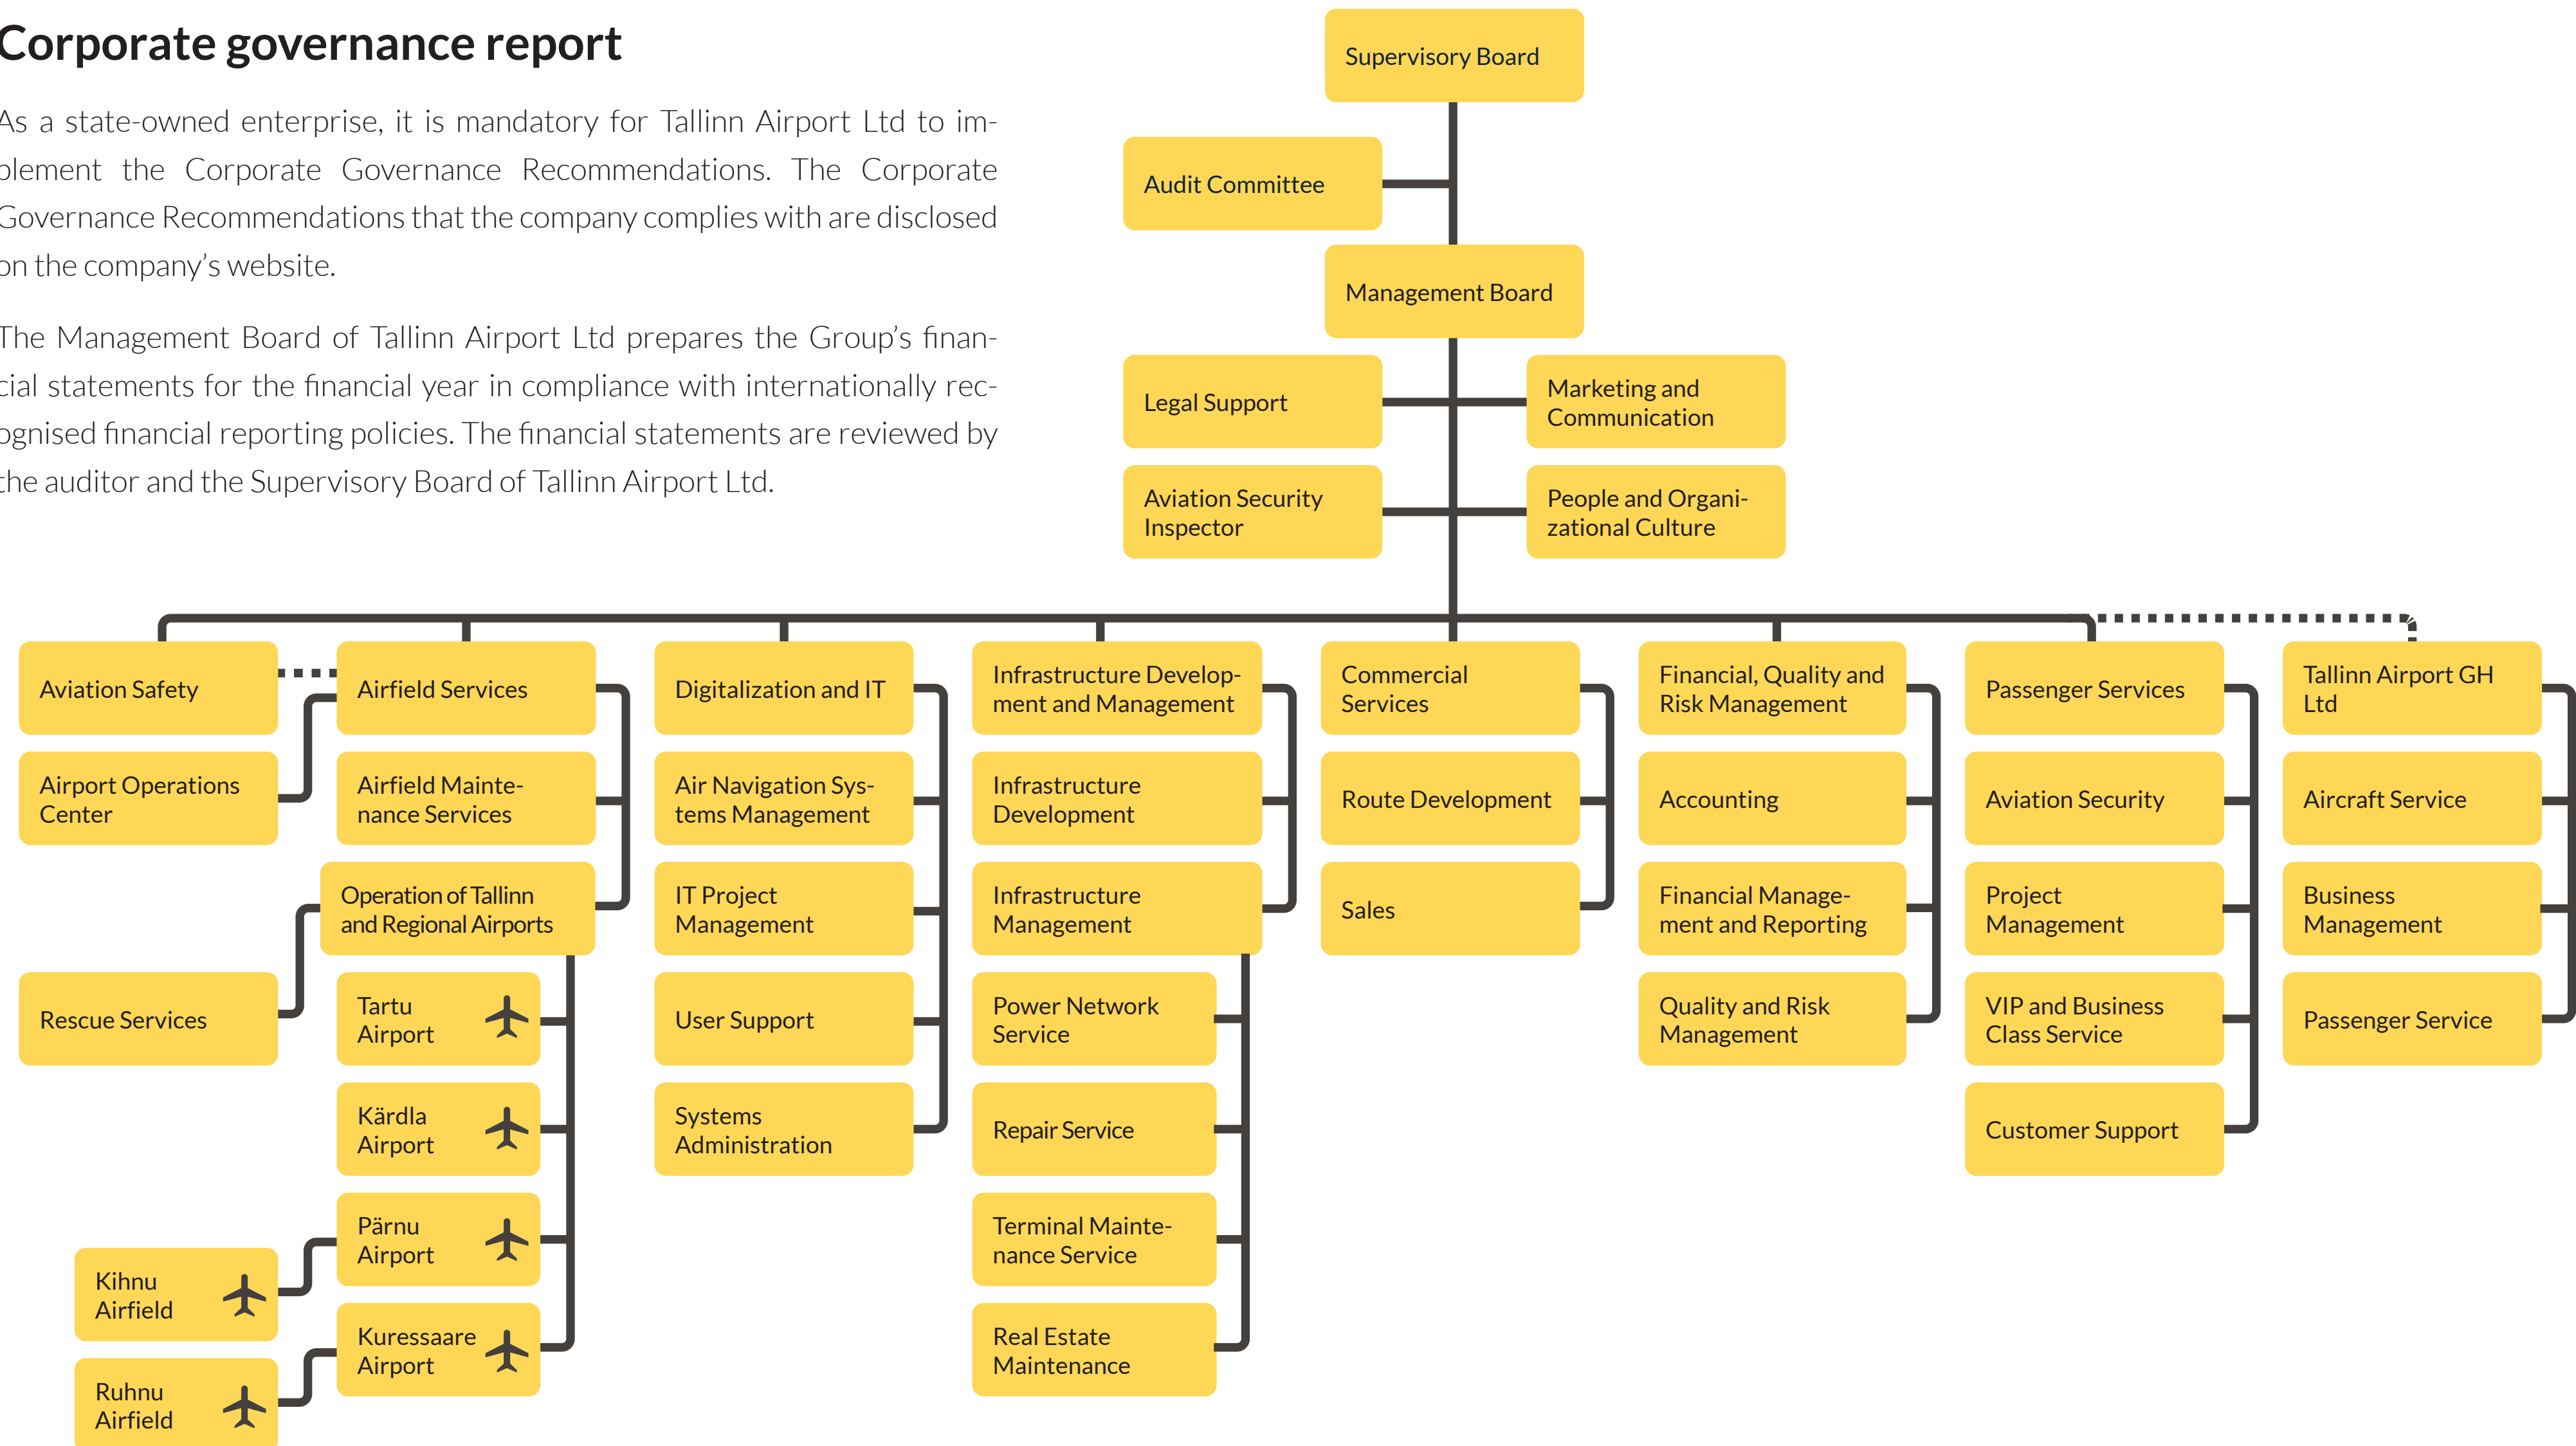 Corporate governance report
As a state-owned enterprise, it is mandatory for Tallinn Airport Ltd to im-
plement the Corporate Governance Recommendations. The Corporate
Governance Recommendations that the company complies with are disclosed
on the company’s website.
The Management Board of Tallinn Airport Ltd prepares the Group’s finan-
cial statements for the financial year in compliance with internationally rec-
ognised financial reporting policies. The financial statements are reviewed by
the auditor and the Supervisory Board of Tallinn Airport Ltd.
Supervisory Board
Audit Committee
Management Board
Legal Support
Marketing and
Communication
Aviation Security
Inspector
People and Organi-
zational Culture
Aviation Safety
Airport Operations
Center
Rescue Services
Kihnu
Airfield
Ruhnu
Airfield
Airfield Services
Airfield Mainte-
nance Services
Operation of Tallinn
and Regional Airports
Tartu
Airport
Kärdla
Airport
Pärnu
Airport
Kuressaare
Airport
Digitalization and IT
Air Navigation Sys-
tems Management
IT Project
Management
User Support
Systems
Administration
Infrastructure Develop-
ment and Management
Infrastructure
Development
Infrastructure
Management
Power Network
Service
Repair Service
Terminal Mainte-
nance Service
Real Estate
Maintenance
Commercial
Services
Route Development
Sales
Financial, Quality and
Risk Management
Accounting
Financial Manage-
ment and Reporting
Quality and Risk
Management
Passenger Services
Aviation Security
Project
Management
VIP and Business
Class Service
Customer Support
Tallinn Airport GH
Ltd
Aircraft Service
Business
Management
Passenger Service